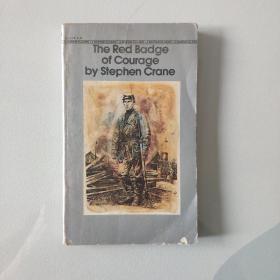 The Red Badge
of Courage
by Stephen Crane